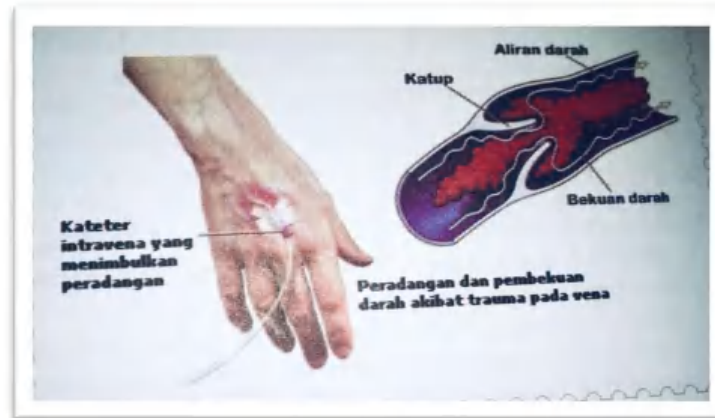 Aliran darah
Katup
Bekuan darah
Kateter
intravena yang
menimbulkan
peradangan
Peradangan dan pembekuan
darah akibat trauma pada vena